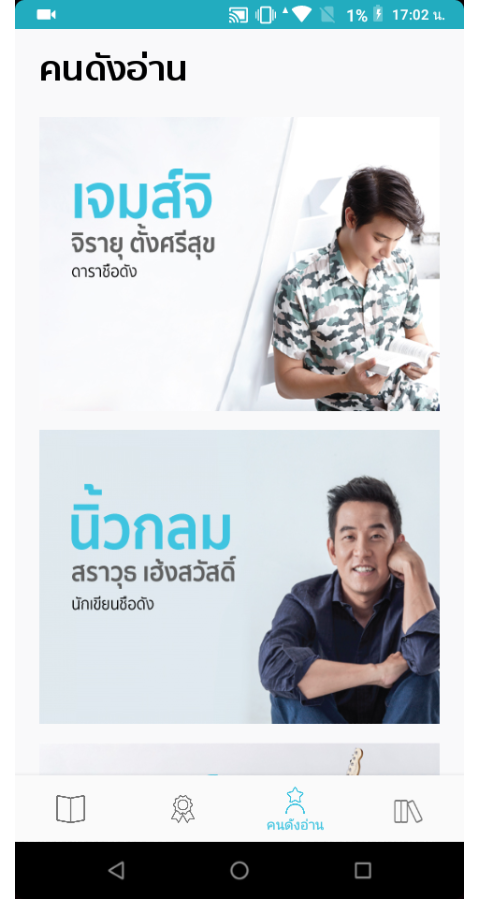 1% 17:02 น.
คนดังอ่าน
เจมส์จิ
จิรายุ ตั้งศรีสุข
ดาราชื่อดัง
นิ้วกลม
สราวุธ เฮ้งสวัสดิ์
นักเขียนชื่อดัง
คนดังอ่าน